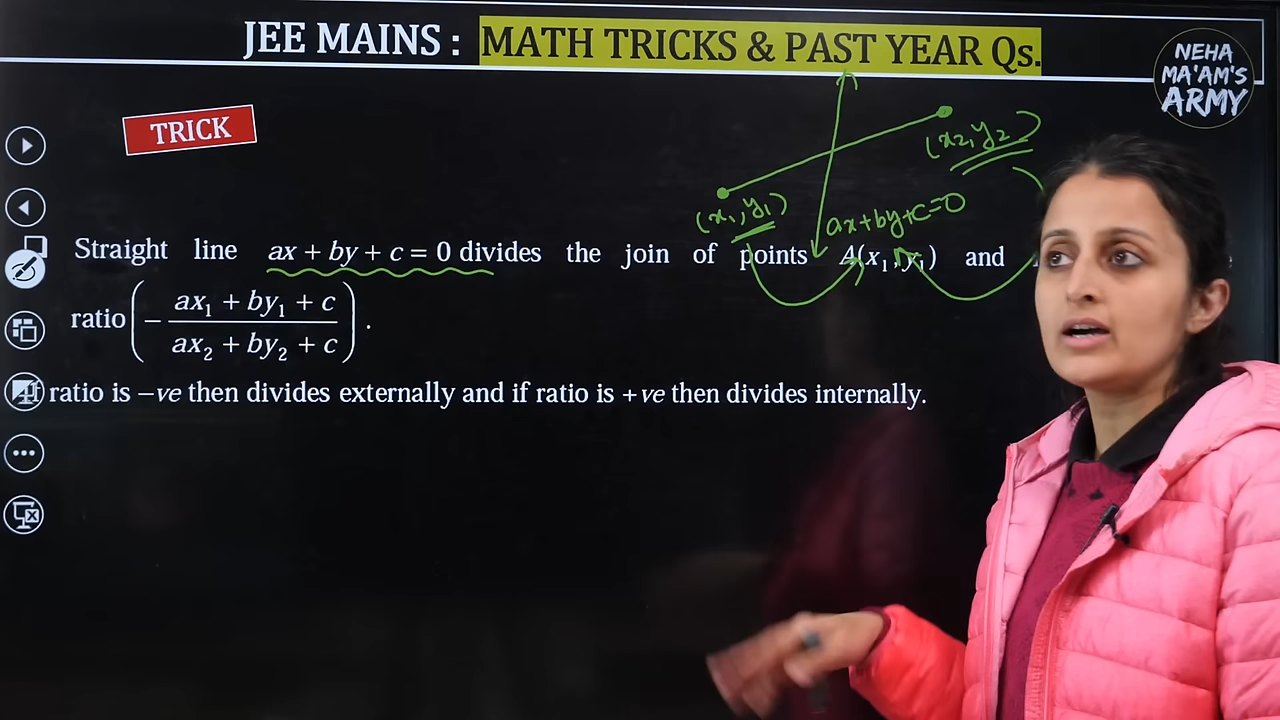 JEE MAINS : MATH TRICKS & PAST YEAR Qs.
NEHA
MA'AM'S
ARMY
TRICK
(x₂, y₂)
(x₁, y₁)
ax+by+c=0
Straight line ax + by + c = 0 divides the join of points A(x₁, y₁) and
ratio (− (ax₁ + by₁ + c)/(ax₂ + by₂ + c)).
ratio is −ve then divides externally and if ratio is +ve then divides internally.